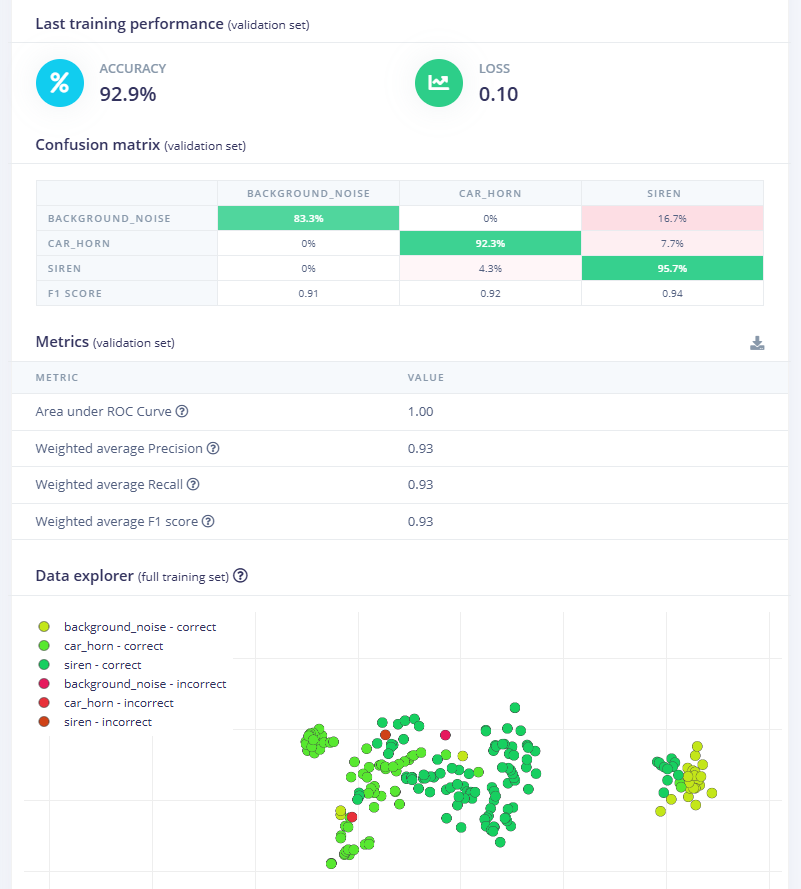 Last training performance (validation set)
% ACCURACY
92.9%
LOSS
0.10
Confusion matrix (validation set)
BACKGROUND_NOISE CAR_HORN SIREN
BACKGROUND_NOISE 83.3% 0% 16.7%
CAR_HORN 0% 92.3% 7.7%
SIREN 0% 4.3% 95.7%
F1 SCORE 0.91 0.92 0.94
Metrics (validation set)
METRIC VALUE
Area under ROC Curve ? 1.00
Weighted average Precision ? 0.93
Weighted average Recall ? 0.93
Weighted average F1 score ? 0.93
Data explorer (full training set) ?
background_noise - correct
car_horn - correct
siren - correct
background_noise - incorrect
car_horn - incorrect
siren - incorrect